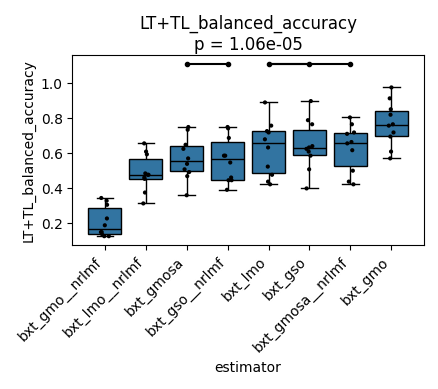 LT+TL_balanced_accuracy
p = 1.06e-05
LT+TL_balanced_accuracy
1.0
0.8
0.6
0.4
0.2
bxt_gmo__nrlmf
bxt_lmo__nrlmf
bxt_gmosa
bxt_gso__nrlmf
bxt_lmo
bxt_gso
bxt_gmosa__nrlmf
bxt_gmo
estimator